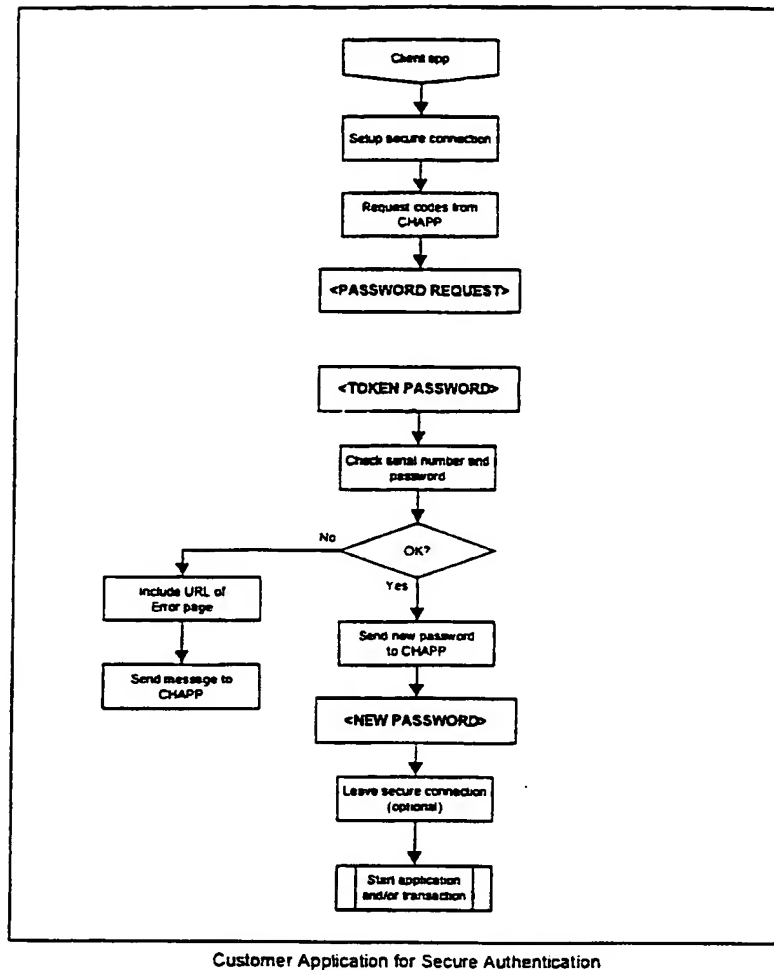 Client app
Setup secure connection
Request codes from
CHAPP
<PASSWORD REQUEST>
<TOKEN PASSWORD>
Check serial number and
password
No
OK?
Yes
Include URL of
Error page
Send new password
to CHAPP
Send message to
CHAPP
<NEW PASSWORD>
Leave secure connection
(optional)
Start application
and/or transaction
Customer Application for Secure Authentication